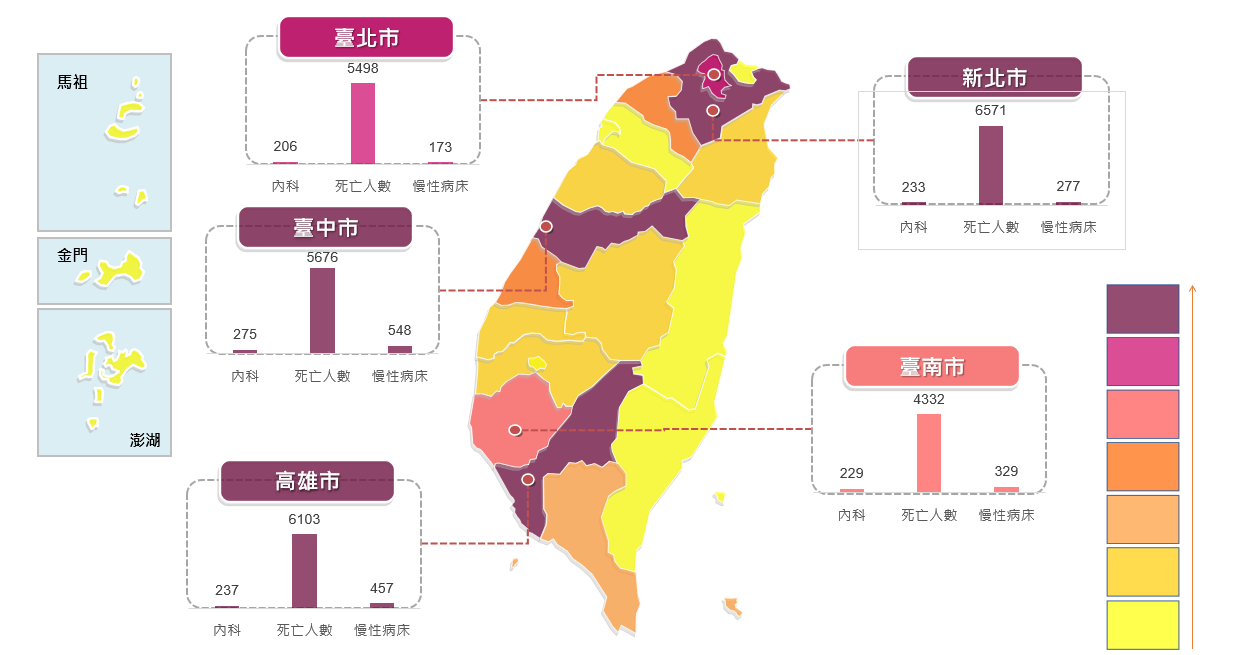 馬祖
金門
澎湖
臺北市
5498
206
173
內科
死亡人數
慢性病床
新北市
6571
233
277
內科
死亡人數
慢性病床
臺中市
5676
275
548
內科
死亡人數
慢性病床
臺南市
4332
229
329
內科
死亡人數
慢性病床
高雄市
6103
237
457
內科
死亡人數
慢性病床